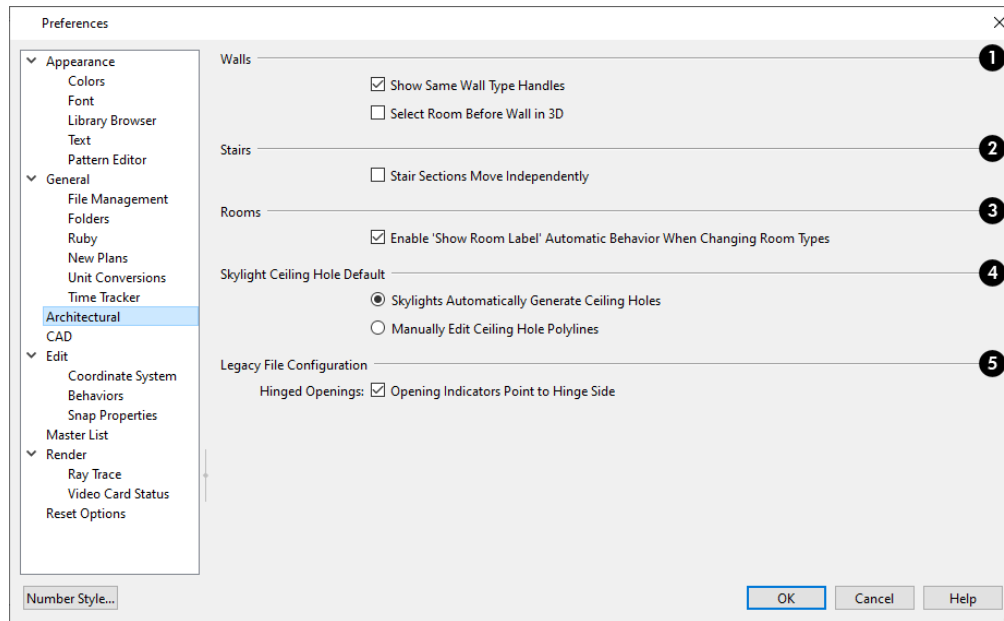 Preferences
Appearance
Colors
Font
Library Browser
Text
Pattern Editor
General
File Management
Folders
Ruby
New Plans
Unit Conversions
Time Tracker
Architectural
CAD
Edit
Coordinate System
Behaviors
Snap Properties
Master List
Render
Ray Trace
Video Card Status
Reset Options
Walls 1
Show Same Wall Type Handles
Select Room Before Wall in 3D
Stairs 2
Stair Sections Move Independently
Rooms 3
Enable 'Show Room Label' Automatic Behavior When Changing Room Types
Skylight Ceiling Hole Default 4
Skylights Automatically Generate Ceiling Holes
Manually Edit Ceiling Hole Polylines
Legacy File Configuration 5
Hinged Openings: Opening Indicators Point to Hinge Side
Number Style... OK Cancel Help